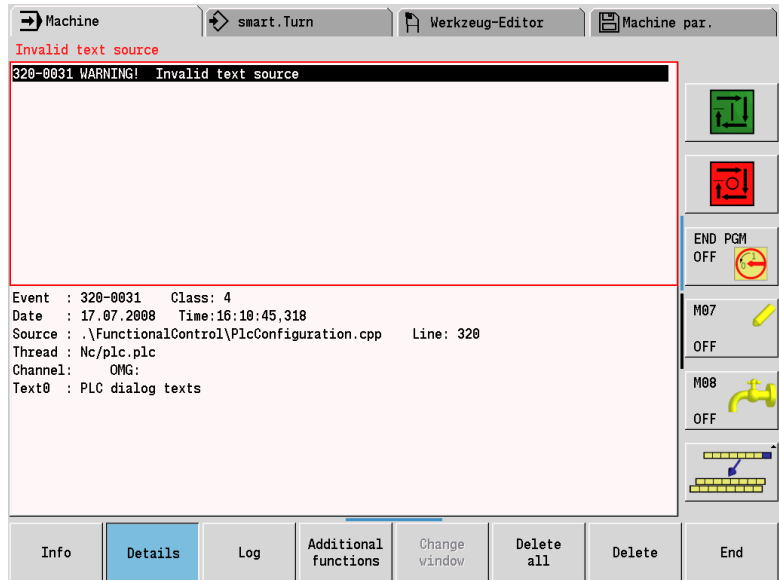 Machine
smart.Turn
Werkzeug-Editor
Machine par.
Invalid text source
320-0031 WARNING!  Invalid text source
END PGM
OFF
Event  : 320-0031    Class: 4
Date   : 17.07.2008  Time:16:10:45,318
Source : .\FunctionalControl\PlcConfiguration.cpp    Line: 320
Thread : Nc/plc.plc
Channel:     OMG:
Text0  : PLC dialog texts
M07
OFF
M08
OFF
Info
Details
Log
Additional
functions
Change
window
Delete
all
Delete
End